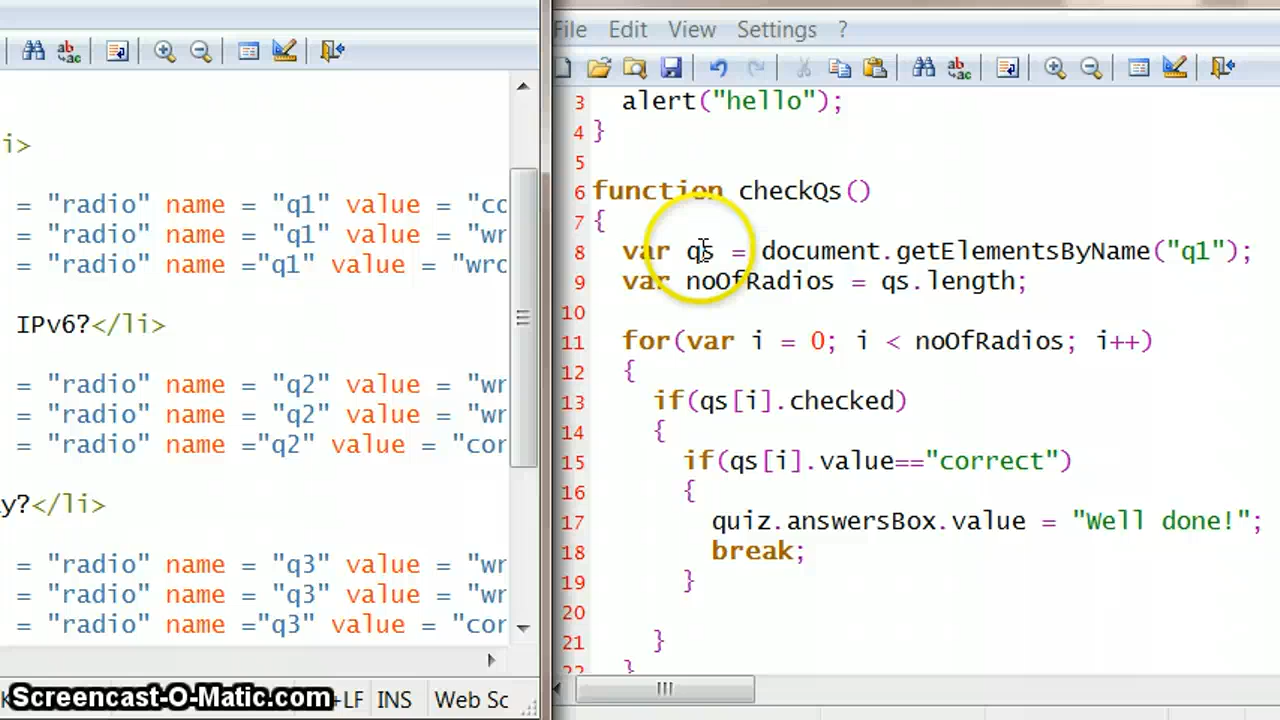 i>
= "radio" name = "q1" value = "co
= "radio" name = "q1" value = "wr
= "radio" name ="q1" value = "wrc
IPv6?</li>
= "radio" name = "q2" value = "wr
= "radio" name = "q2" value = "wr
= "radio" name ="q2" value = "cor
y?</li>
= "radio" name = "q3" value = "wr
= "radio" name = "q3" value = "wr
= "radio" name ="q3" value = "cor
+LF INS Web Sc
Screencast-O-Matic.com
File Edit View Settings ?
3 alert("hello");
4 }
5
6 function checkQs()
7 {
8 var qs = document.getElementsByName("q1");
9 var noOfRadios = qs.length;
10
11 for(var i = 0; i < noOfRadios; i++)
12 {
13 if(qs[i].checked)
14 {
15 if(qs[i].value=="correct")
16 {
17 quiz.answersBox.value = "Well done!";
18 break;
19 }
20
21 }
22 }